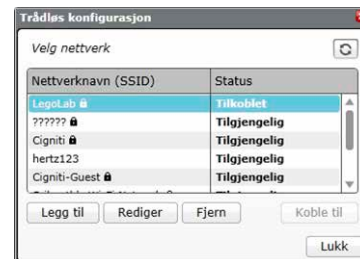 Trådløs konfigurasjon
Velg nettverk
Nettverknavn (SSID) Status
LegoLab Tilkoblet
?????? Tilgjengelig
Cigniti Tilgjengelig
hertz123 Tilgjengelig
Cigniti-Guest Tilgjengelig
Legg til Rediger Fjern Koble til
Lukk